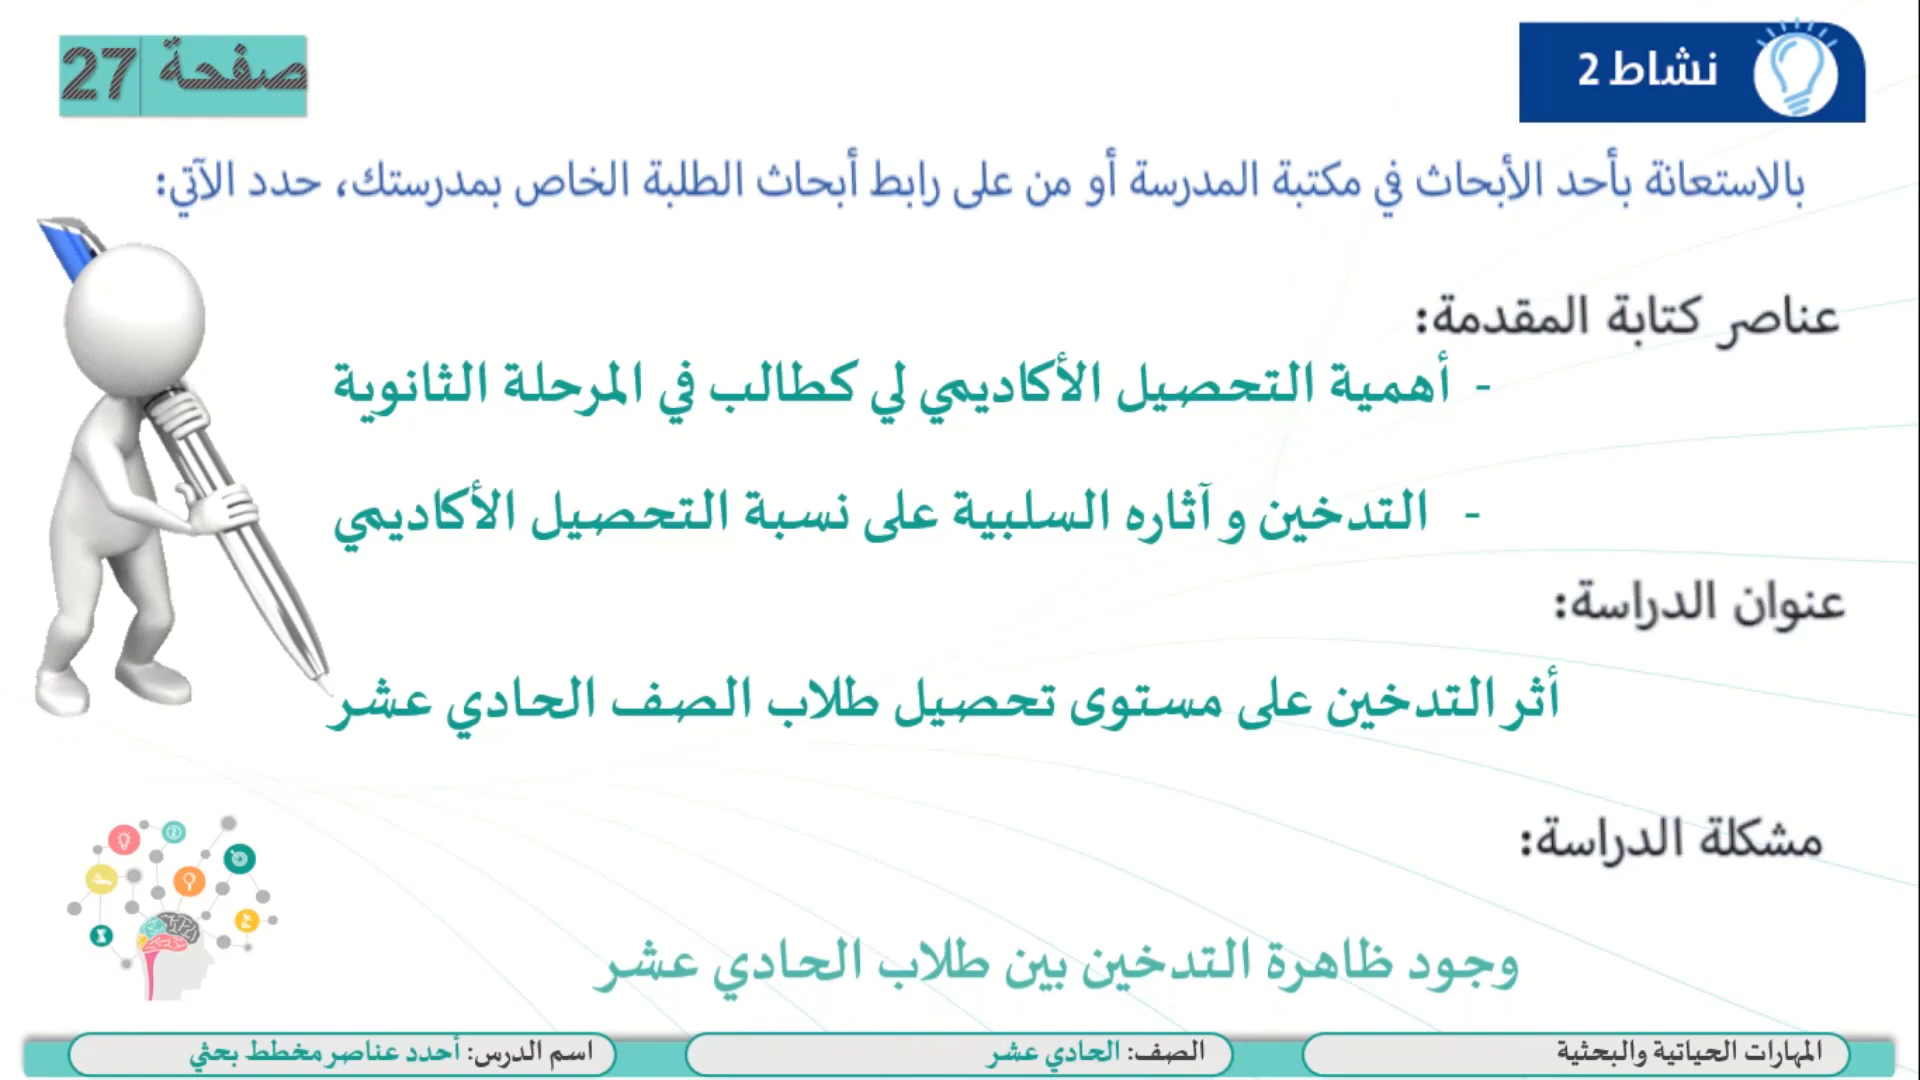 نشاط 2
صفحة 27
بالاستعانة بأحد الأبحاث في مكتبة المدرسة أو من على رابط أبحاث الطلبة الخاص بمدرستك، حدد الآتي:
عناصر كتابة المقدمة:
- أهمية التحصيل الأكاديمي لي كطالب في المرحلة الثانوية
- التدخين وآثاره السلبية على نسبة التحصيل الأكاديمي
عنوان الدراسة:
أثر التدخين على مستوى تحصيل طلاب الصف الحادي عشر
مشكلة الدراسة:
وجود ظاهرة التدخين بين طلاب الحادي عشر
المهارات الحياتية والبحثية
الصف: الحادي عشر
اسم الدرس: أحدد عناصر مخطط بحثي